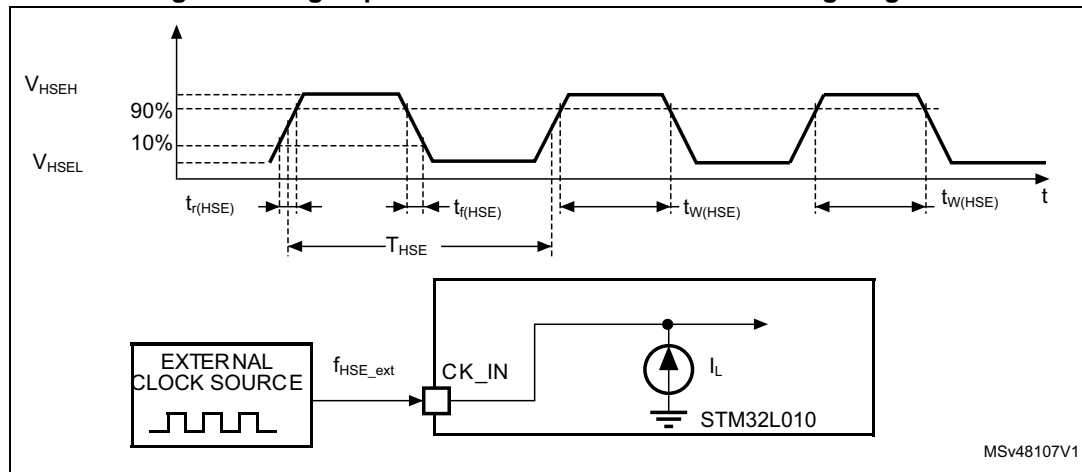 V_HSEH
90%
10%
V_HSEL
t_r(HSE)
t_f(HSE)
t_W(HSE)
t_W(HSE)
t
T_HSE
EXTERNAL
CLOCK SOURCE
f_HSE_ext
CK_IN
I_L
STM32L010
MSv48107V1